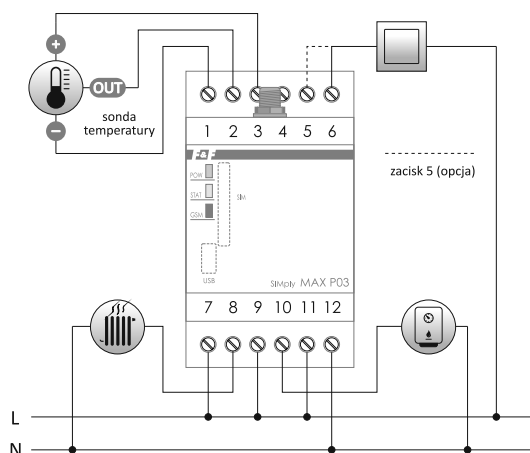 +
OUT
−
sonda
temperatury
1 2 3 4 5 6
zacisk 5 (opcja)
F&F
POW
STAT
GSM
SIM
USB
SIMply MAX P03
7 8 9 10 11 12
L
N